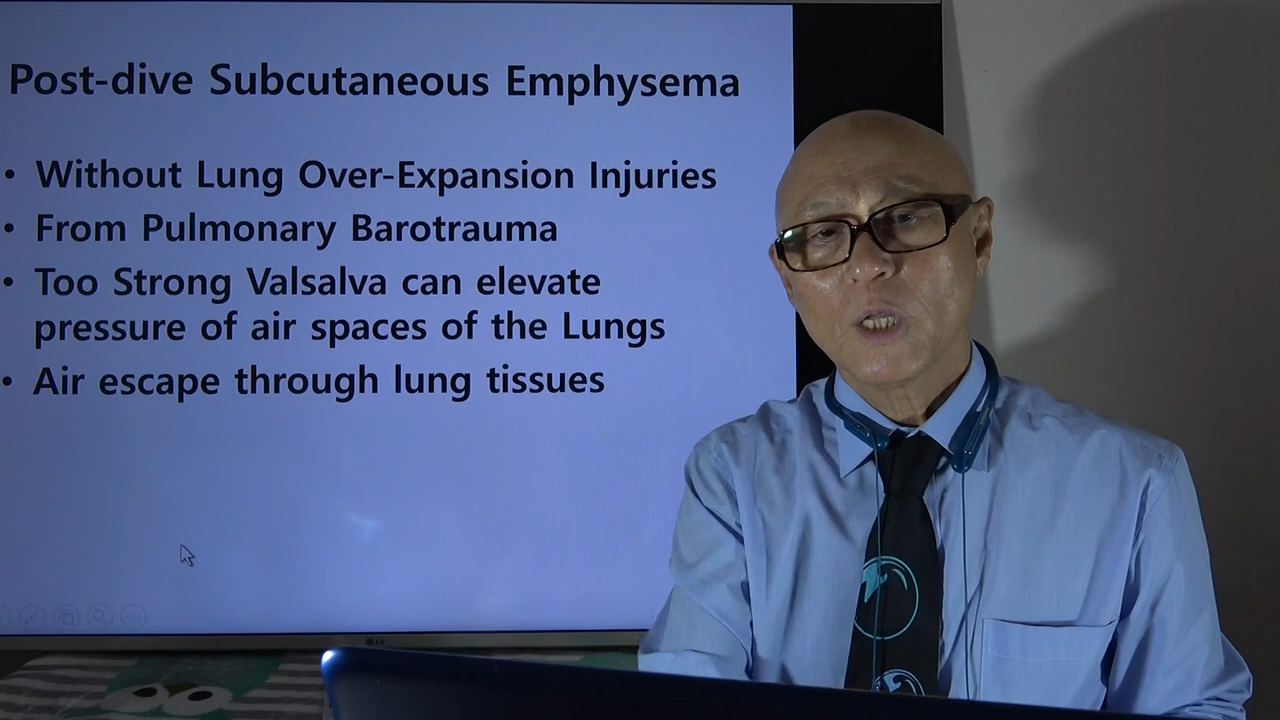 Post-dive Subcutaneous Emphysema
• Without Lung Over-Expansion Injuries
• From Pulmonary Barotrauma
• Too Strong Valsalva can elevate
pressure of air spaces of the Lungs
• Air escape through lung tissues
LG